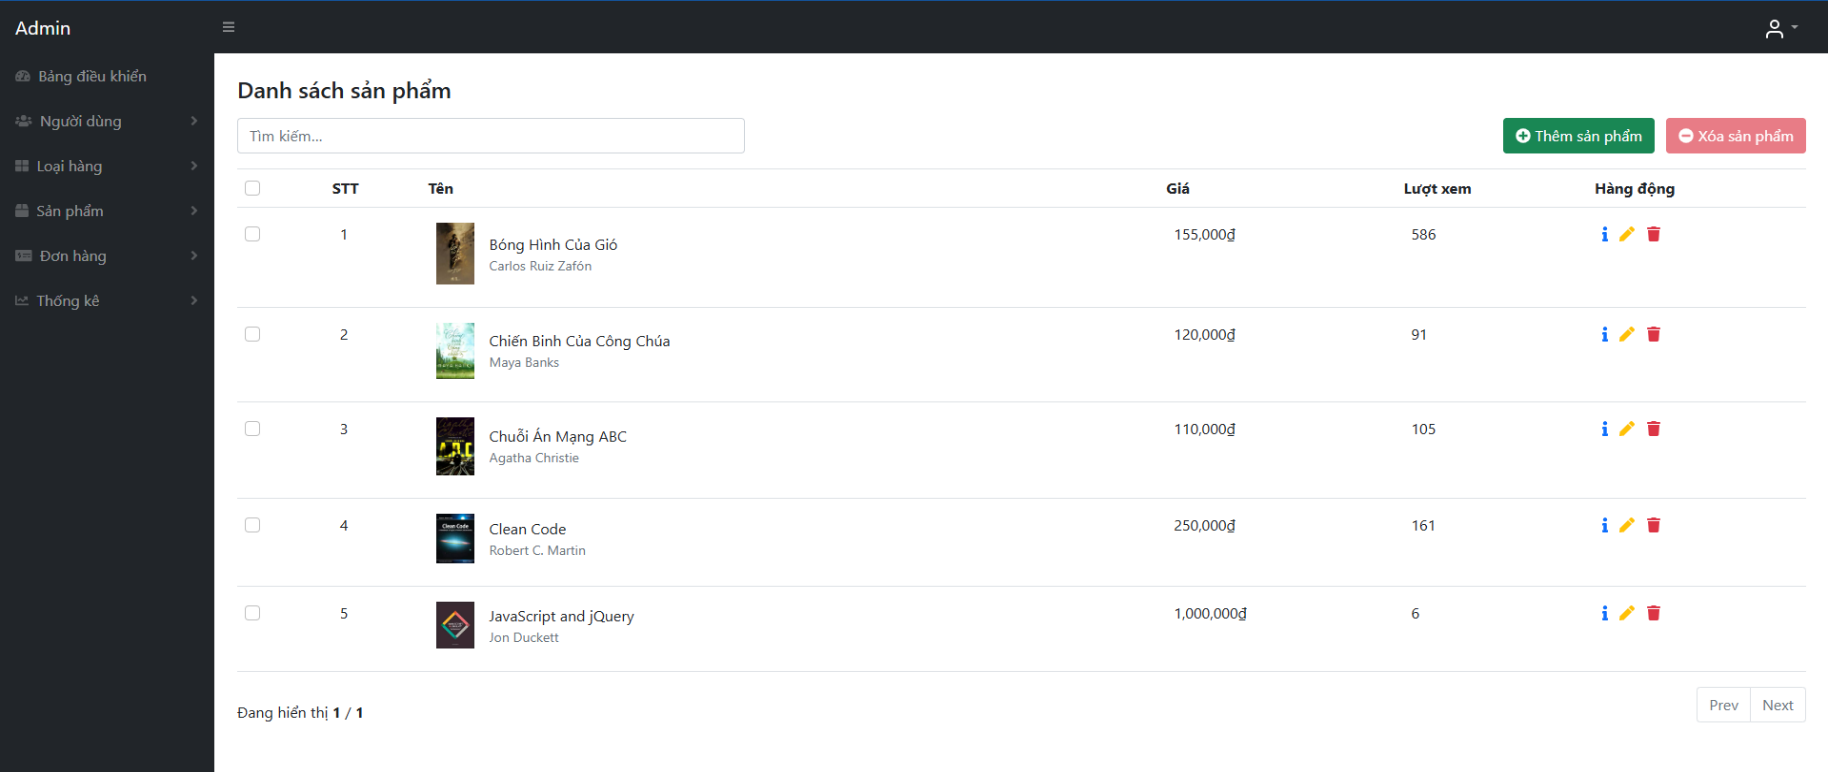 Admin
Bảng điều khiển
Người dùng
Loại hàng
Sản phẩm
Đơn hàng
Thống kê
Danh sách sản phẩm
Tìm kiếm...
Thêm sản phẩm Xóa sản phẩm
STT Tên Giá Lượt xem Hàng động
1 Bóng Hình Của Gió 155,000₫ 586
Carlos Ruiz Zafón
2 Chiến Binh Của Công Chúa 120,000₫ 91
Maya Banks
3 Chuỗi Án Mạng ABC 110,000₫ 105
Agatha Christie
Clean Code
4 Clean Code 250,000₫ 161
Robert C. Martin
5 JavaScript and jQuery 1,000,000₫ 6
Jon Duckett
Đang hiển thị 1 / 1
Prev Next